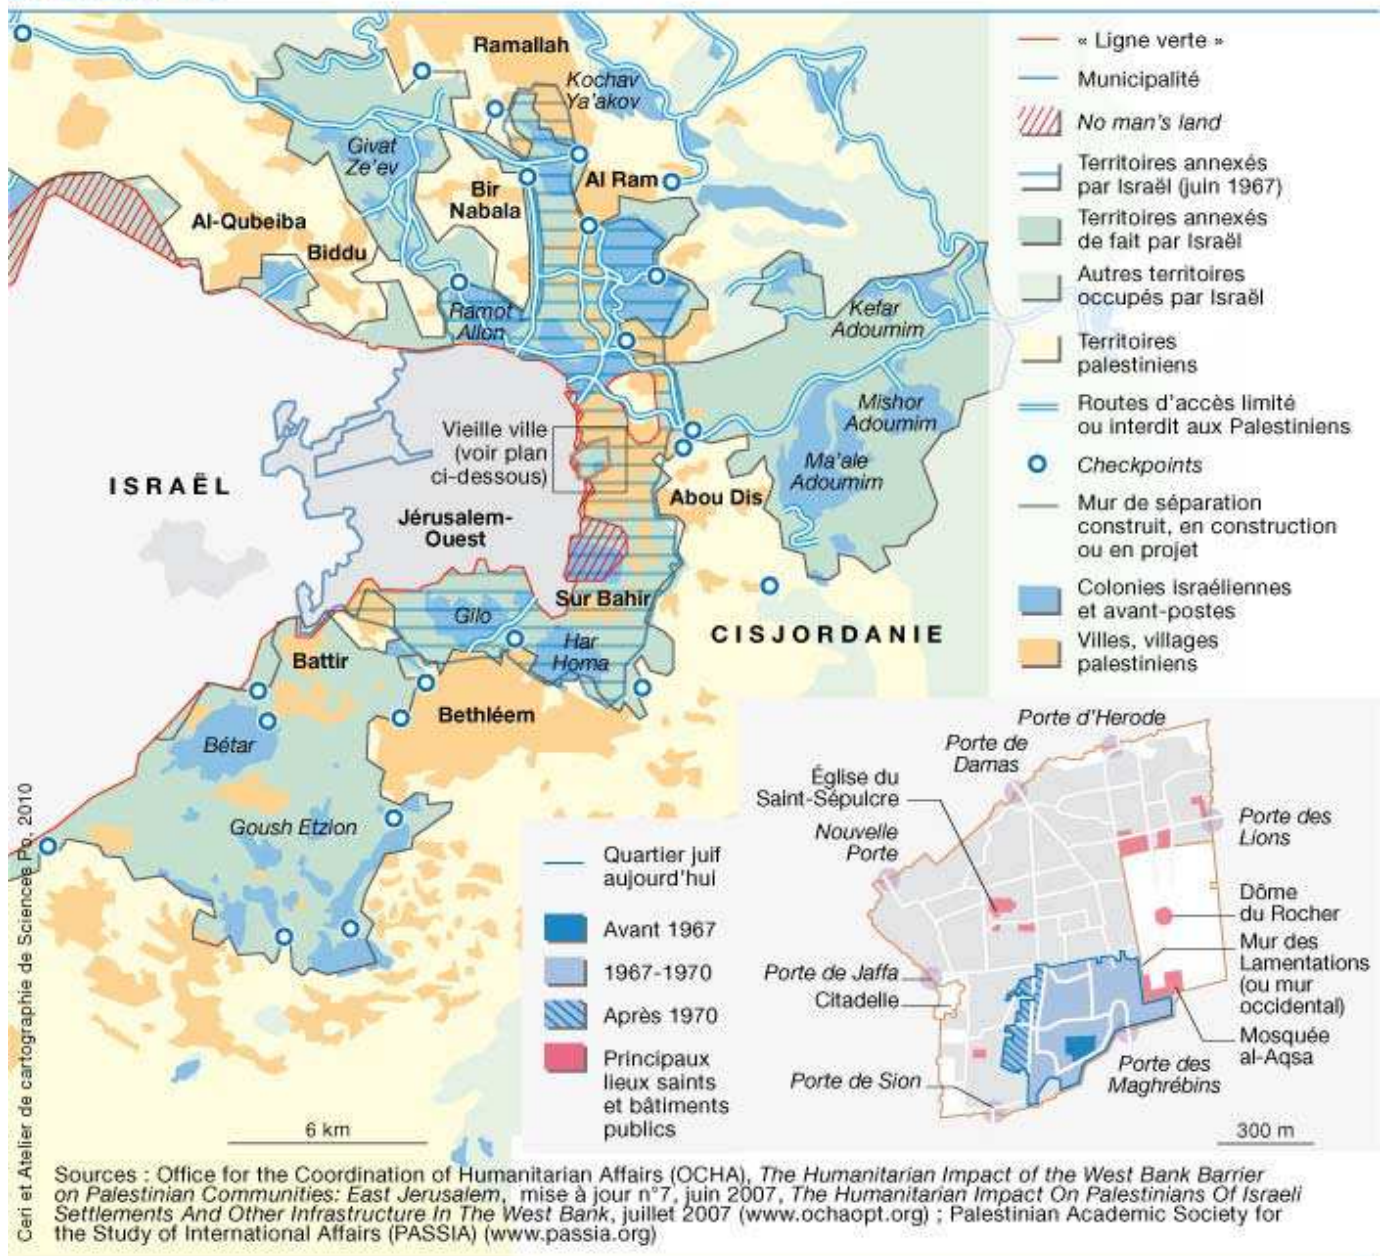 Ramallah
Kochav
Ya'akov
Givat
Ze'ev
Bir
Nabala
Al Ram
Al-Qubeiba
Biddu
Ramot
Allon
Kefar
Adoumim
Mishor
Adoumim
Ma'ale
Adoumim
Vieille ville
(voir plan
ci-dessous)
ISRAËL
Abou Dis
Jérusalem-
Ouest
Sur Bahir
Gilo
Har
Homa
CISJORDANIE
Battir
Bethléem
Bétar
Goush Etzion
6 km
« Ligne verte »
Municipalité
No man's land
Territoires annexés
par Israël (juin 1967)
Territoires annexés
de fait par Israël
Autres territoires
occupés par Israël
Territoires
palestiniens
Routes d'accès limité
ou interdit aux Palestiniens
Checkpoints
Mur de séparation
construit, en construction
ou en projet
Colonies israéliennes
et avant-postes
Villes, villages
palestiniens
Quartier juif
aujourd'hui
Avant 1967
1967-1970
Après 1970
Principaux
lieux saints
et bâtiments
publics
Porte d'Herode
Porte de
Damas
Église du
Saint-Sépulcre
Nouvelle
Porte
Porte des
Lions
Dôme
du Rocher
Mur des
Lamentations
(ou mur
occidental)
Porte de Jaffa
Citadelle
Mosquée
al-Aqsa
Porte des
Maghrébins
Porte de Sion
300 m
Ceri et Atelier de cartographie de Sciences Po, 2010
Sources : Office for the Coordination of Humanitarian Affairs (OCHA), The Humanitarian Impact of the West Bank Barrier
on Palestinian Communities: East Jerusalem, mise à jour n°7, juin 2007, The Humanitarian Impact On Palestinians Of Israeli
Settlements And Other Infrastructure In The West Bank, juillet 2007 (www.ochaopt.org) ; Palestinian Academic Society for
the Study of International Affairs (PASSIA) (www.passia.org)